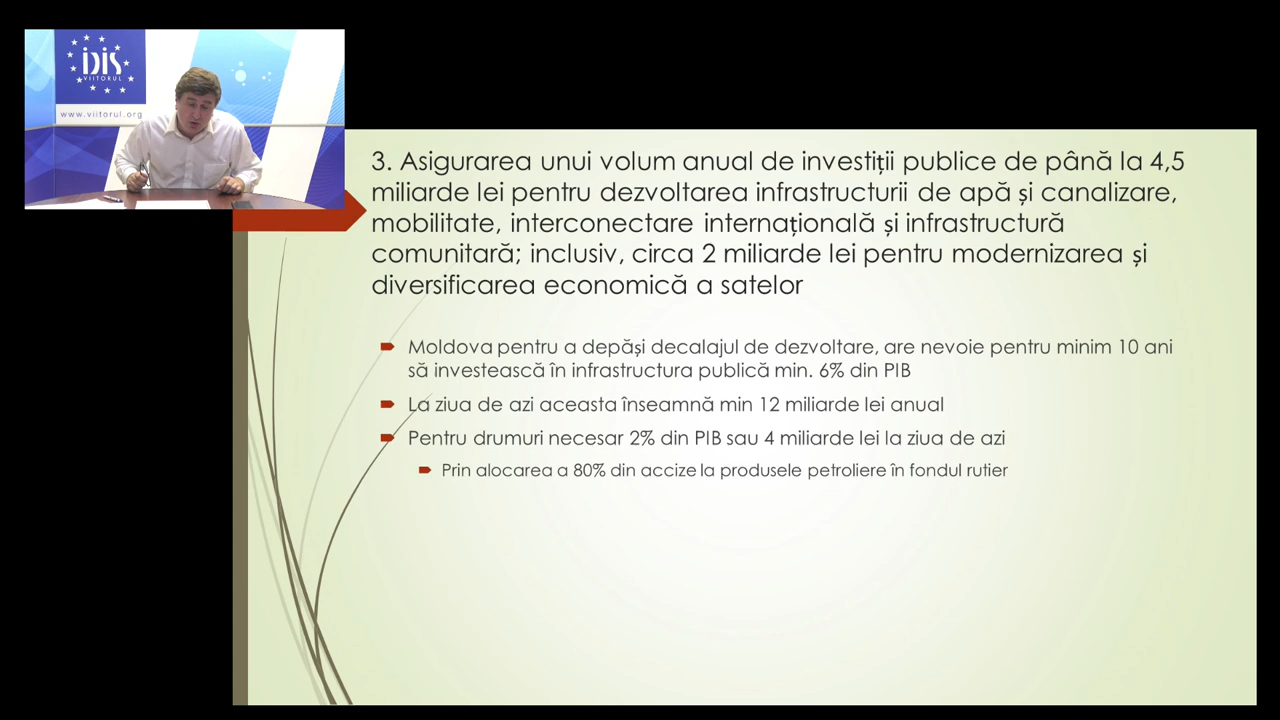 iDiS
VIITORUL
www.viitorul.org
3. Asigurarea unui volum anual de investiții publice de până la 4,5
miliarde lei pentru dezvoltarea infrastructurii de apă și canalizare,
mobilitate, interconectare internațională și infrastructură
comunitară; inclusiv, circa 2 miliarde lei pentru modernizarea și
diversificarea economică a satelor
Moldova pentru a depăși decalajul de dezvoltare, are nevoie pentru minim 10 ani
să investească în infrastructura publică min. 6% din PIB
La ziua de azi aceasta înseamnă min 12 miliarde lei anual
Pentru drumuri necesar 2% din PIB sau 4 miliarde lei la ziua de azi
Prin alocarea a 80% din accize la produsele petroliere în fondul rutier